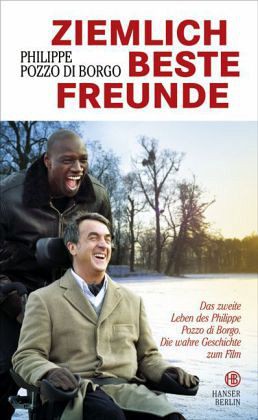 ZIEMLICH
PHILIPPE BESTE
POZZO DI BORGO FREUNDE
Das zweite
Leben des Philippe
Pozzo di Borgo.
Die wahre Geschichte
zum Film
HB
HANSER
BERLIN